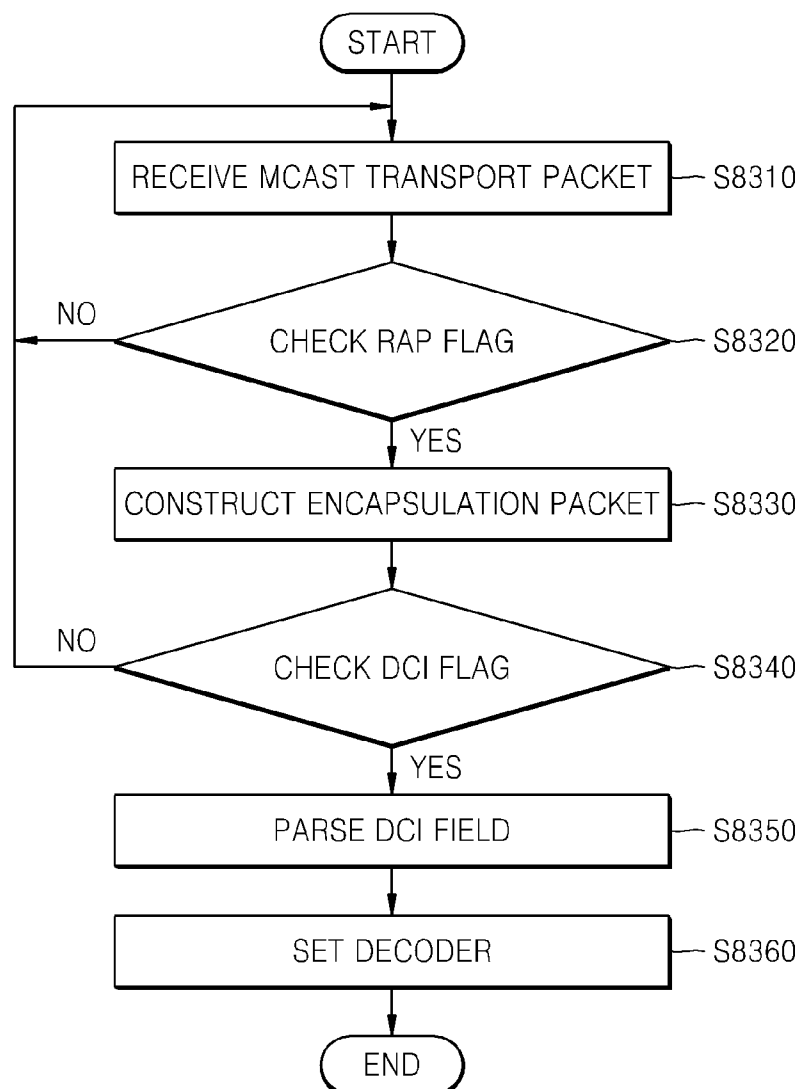 START
RECEIVE MCAST TRANSPORT PACKET S8310
NO
CHECK RAP FLAG S8320
YES
CONSTRUCT ENCAPSULATION PACKET S8330
NO
CHECK DCI FLAG S8340
YES
PARSE DCI FIELD S8350
SET DECODER S8360
END